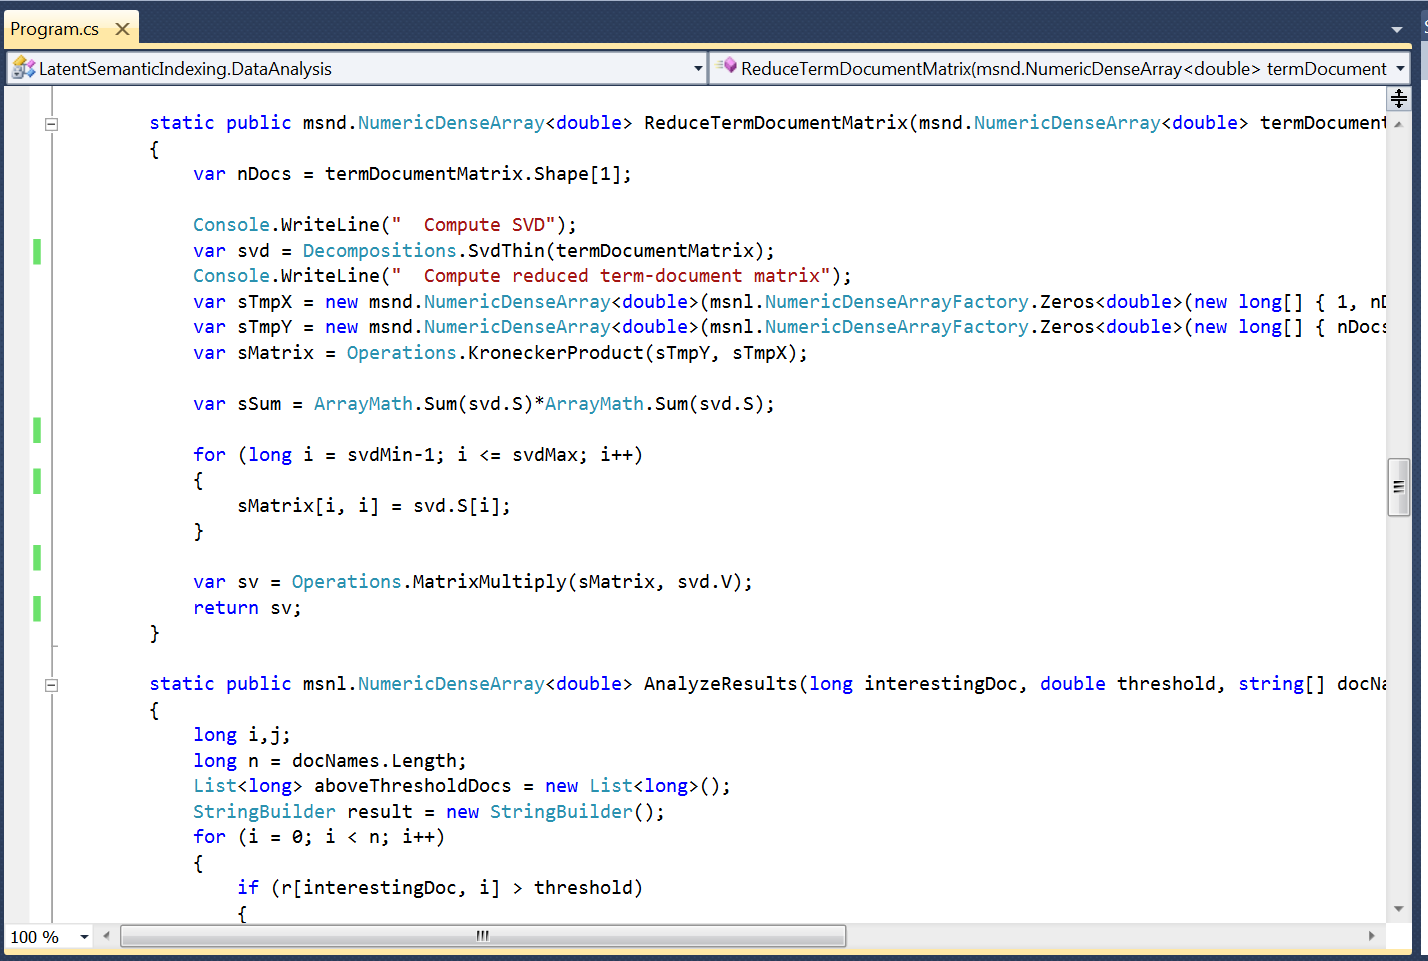 Program.cs
LatentSemanticIndexing.DataAnalysis
ReduceTermDocumentMatrix(msnd.NumericDenseArray<double> termDocument
static public msnd.NumericDenseArray<double> ReduceTermDocumentMatrix(msnd.NumericDenseArray<double> termDocument
{
var nDocs = termDocumentMatrix.Shape[1];
Console.WriteLine("  Compute SVD");
var svd = Decompositions.SvdThin(termDocumentMatrix);
Console.WriteLine("  Compute reduced term-document matrix");
var sTmpX = new msnd.NumericDenseArray<double>(msnl.NumericDenseArrayFactory.Zeros<double>(new long[] { 1, nD
var sTmpY = new msnd.NumericDenseArray<double>(msnl.NumericDenseArrayFactory.Zeros<double>(new long[] { nDocs
var sMatrix = Operations.KroneckerProduct(sTmpY, sTmpX);
var sSum = ArrayMath.Sum(svd.S)*ArrayMath.Sum(svd.S);
for (long i = svdMin-1; i <= svdMax; i++)
{
sMatrix[i, i] = svd.S[i];
}
var sv = Operations.MatrixMultiply(sMatrix, svd.V);
return sv;
}
static public msnl.NumericDenseArray<double> AnalyzeResults(long interestingDoc, double threshold, string[] docNa
{
long i,j;
long n = docNames.Length;
List<long> aboveThresholdDocs = new List<long>();
StringBuilder result = new StringBuilder();
for (i = 0; i < n; i++)
{
if (r[interestingDoc, i] > threshold)
{
100 %